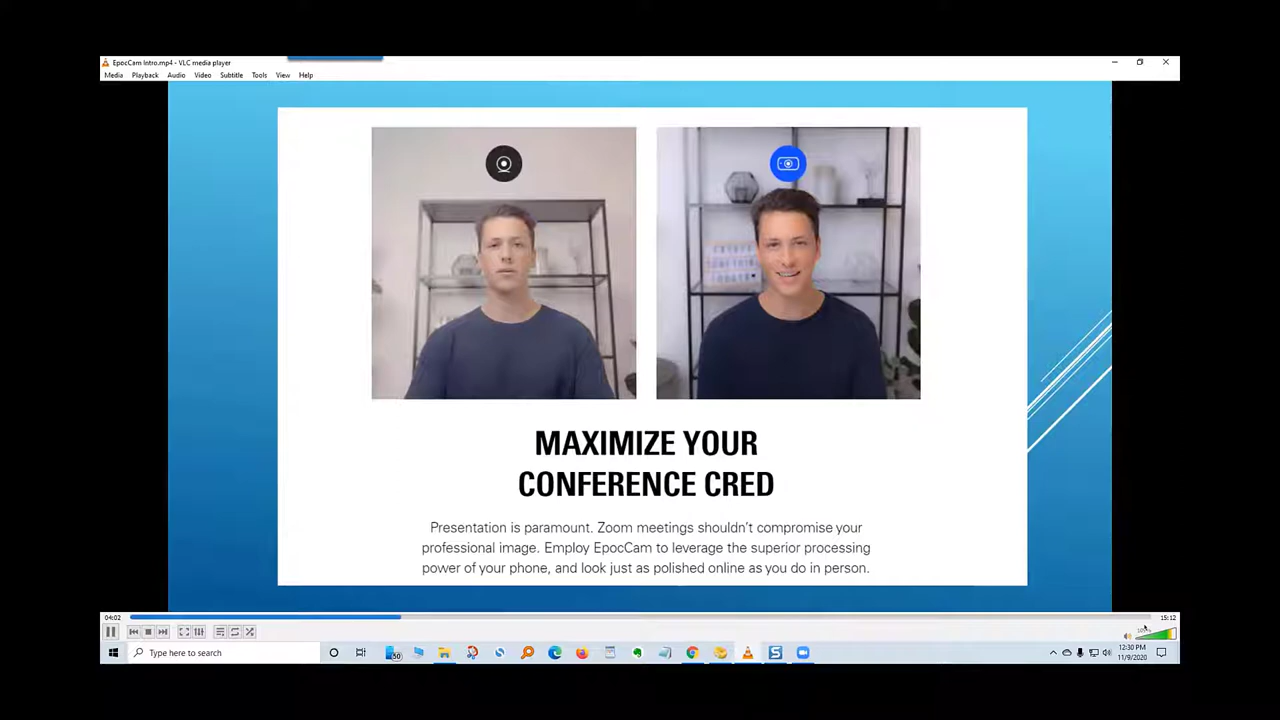 EpocCam Intro.mp4 - VLC media player
Media Playback Audio Video Subtitle Tools View Help
MAXIMIZE YOUR
CONFERENCE CRED
Presentation is paramount. Zoom meetings shouldn't compromise your
professional image. Employ EpocCam to leverage the superior processing
power of your phone, and look just as polished online as you do in person.
04:02 15:12
Type here to search
50
12:30 PM
11/9/2020